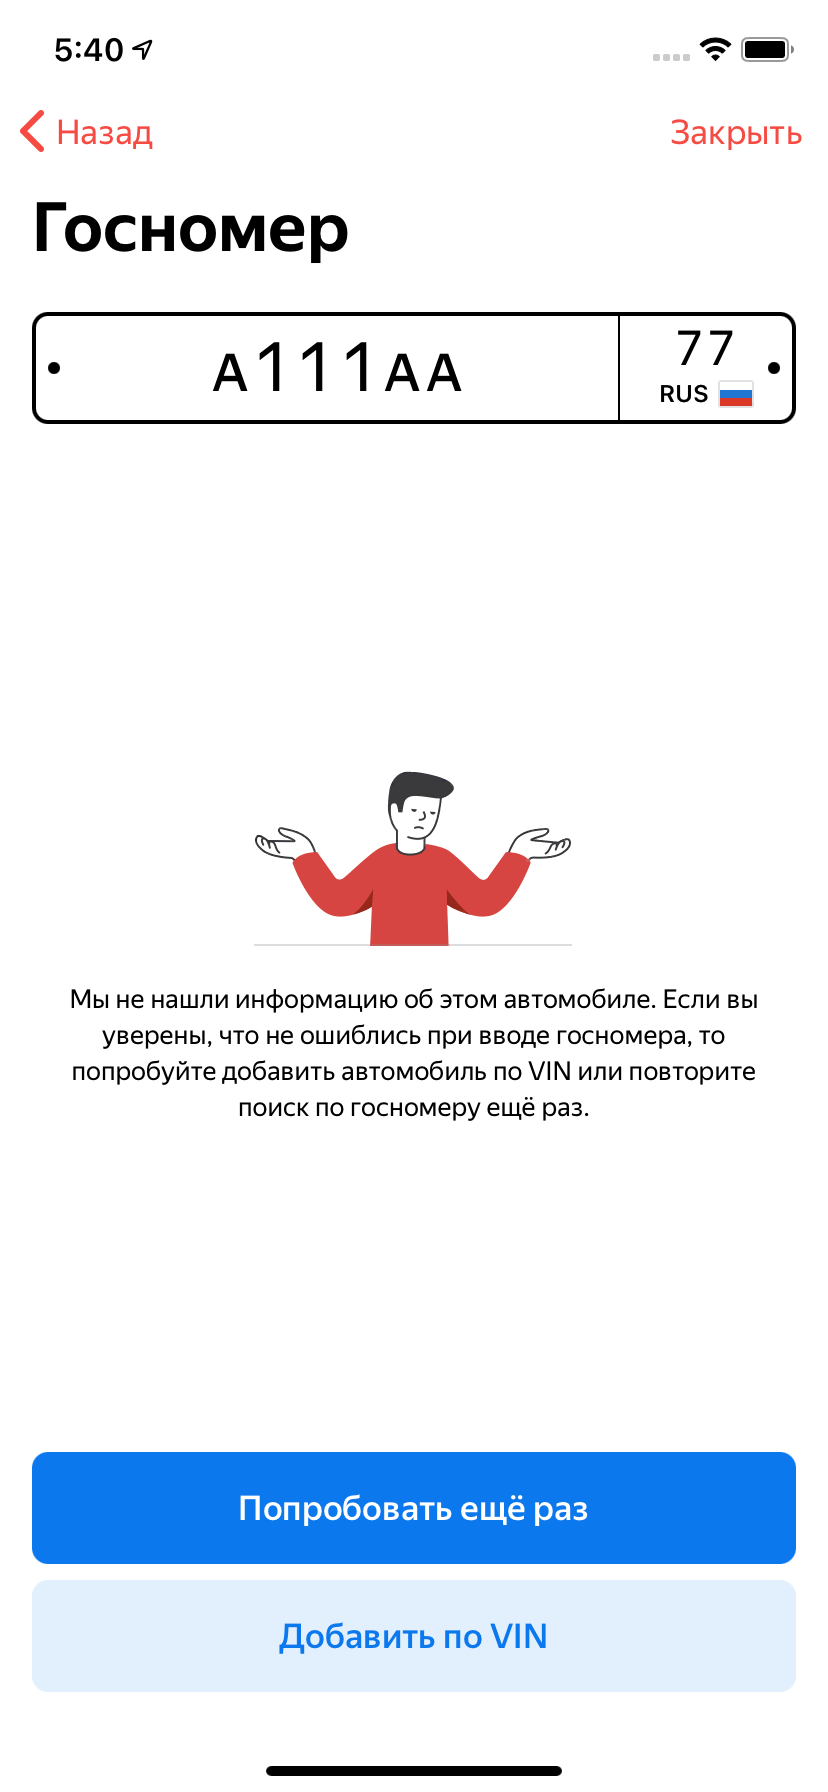 5:40
Назад
Закрыть
Госномер
А111АА
77
RUS
Мы не нашли информацию об этом автомобиле. Если вы
уверены, что не ошиблись при вводе госномера, то
попробуйте добавить автомобиль по VIN или повторите
поиск по госномеру ещё раз.
Попробовать ещё раз
Добавить по VIN